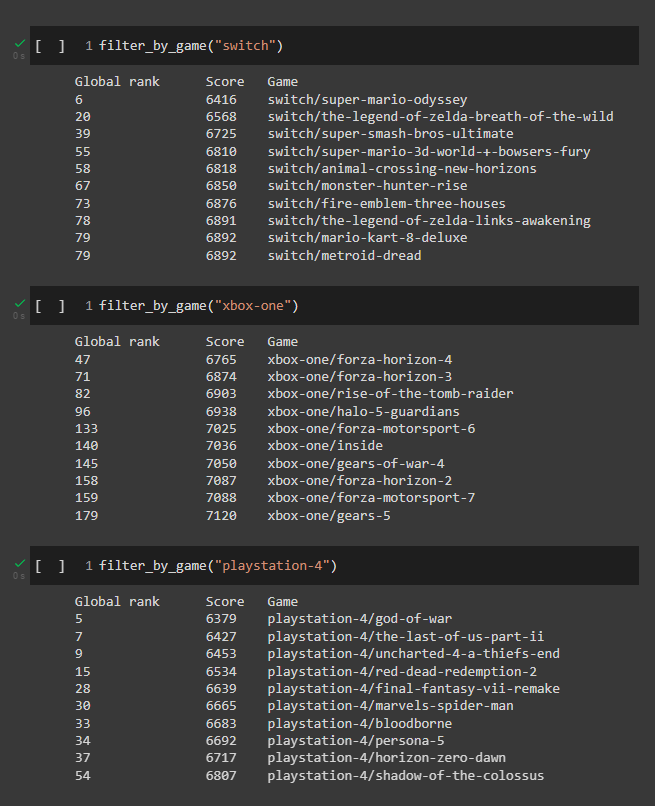 [ ] 1 filter_by_game("switch")
0s
Global rank Score Game
6 6416 switch/super-mario-odyssey
20 6568 switch/the-legend-of-zelda-breath-of-the-wild
39 6725 switch/super-smash-bros-ultimate
55 6810 switch/super-mario-3d-world-+-bowsers-fury
58 6818 switch/animal-crossing-new-horizons
67 6850 switch/monster-hunter-rise
73 6876 switch/fire-emblem-three-houses
78 6891 switch/the-legend-of-zelda-links-awakening
79 6892 switch/mario-kart-8-deluxe
79 6892 switch/metroid-dread
[ ] 1 filter_by_game("xbox-one")
0s
Global rank Score Game
47 6765 xbox-one/forza-horizon-4
71 6874 xbox-one/forza-horizon-3
82 6903 xbox-one/rise-of-the-tomb-raider
96 6938 xbox-one/halo-5-guardians
133 7025 xbox-one/forza-motorsport-6
140 7036 xbox-one/inside
145 7050 xbox-one/gears-of-war-4
158 7087 xbox-one/forza-horizon-2
159 7088 xbox-one/forza-motorsport-7
179 7120 xbox-one/gears-5
[ ] 1 filter_by_game("playstation-4")
0s
Global rank Score Game
5 6379 playstation-4/god-of-war
7 6427 playstation-4/the-last-of-us-part-ii
9 6453 playstation-4/uncharted-4-a-thiefs-end
15 6534 playstation-4/red-dead-redemption-2
28 6639 playstation-4/final-fantasy-vii-remake
30 6665 playstation-4/marvels-spider-man
33 6683 playstation-4/bloodborne
34 6692 playstation-4/persona-5
37 6717 playstation-4/horizon-zero-dawn
54 6807 playstation-4/shadow-of-the-colossus